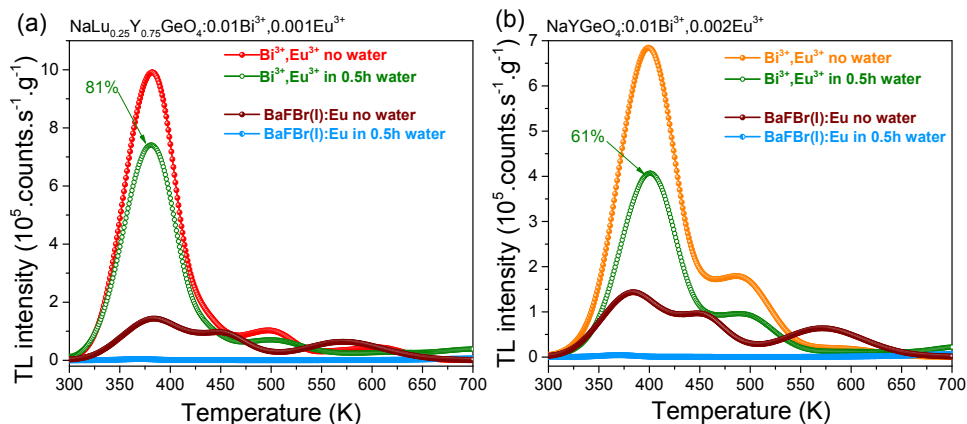 (a) NaLu₀.₂₅Y₀.₇₅GeO₄:0.01Bi³⁺,0.001Eu³⁺
Bi³⁺,Eu³⁺ no water
Bi³⁺,Eu³⁺ in 0.5h water
BaFBr(I):Eu no water
BaFBr(I):Eu in 0.5h water
81%
TL intensity (10⁵.counts.s⁻¹.g⁻¹)
10
8
6
4
2
0
300 350 400 450 500 550 600 650 700
Temperature (K)
(b) NaYGeO₄:0.01Bi³⁺,0.002Eu³⁺
Bi³⁺,Eu³⁺ no water
Bi³⁺,Eu³⁺ in 0.5h water
BaFBr(I):Eu no water
BaFBr(I):Eu in 0.5h water
61%
TL intensity (10⁵.counts.s⁻¹.g⁻¹)
7
6
5
4
3
2
1
0
300 350 400 450 500 550 600 650 700
Temperature (K)